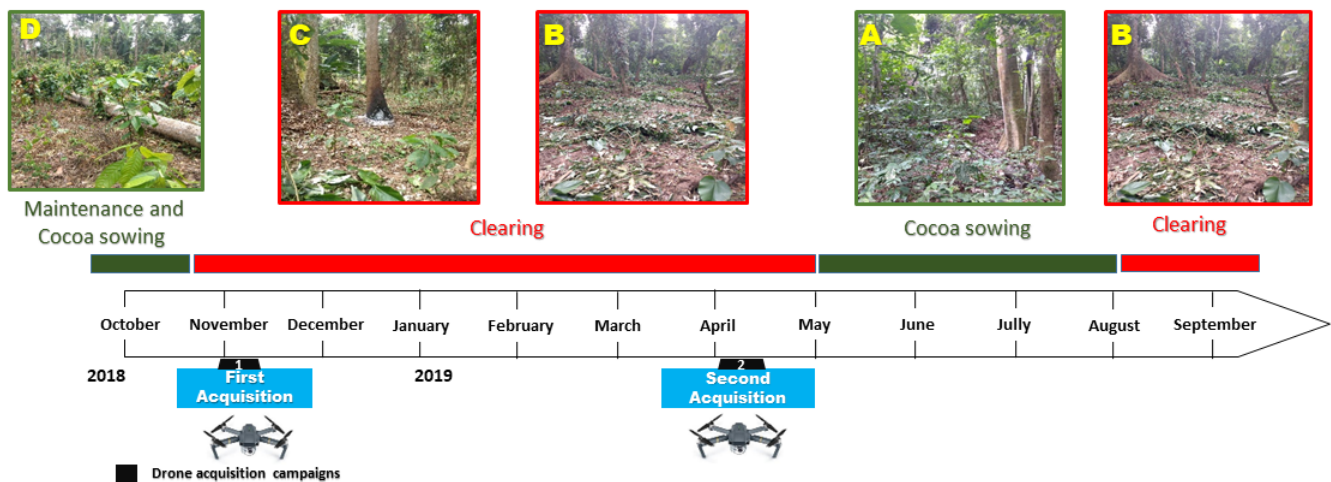 D
C
B
A
B
Maintenance and
Cocoa sowing
Clearing
Cocoa sowing
Clearing
October
November
December
January
February
March
April
May
June
Jully
August
September
2018
2019
1
First
Acquisition
2
Second
Acquisition
Drone acquisition campaigns